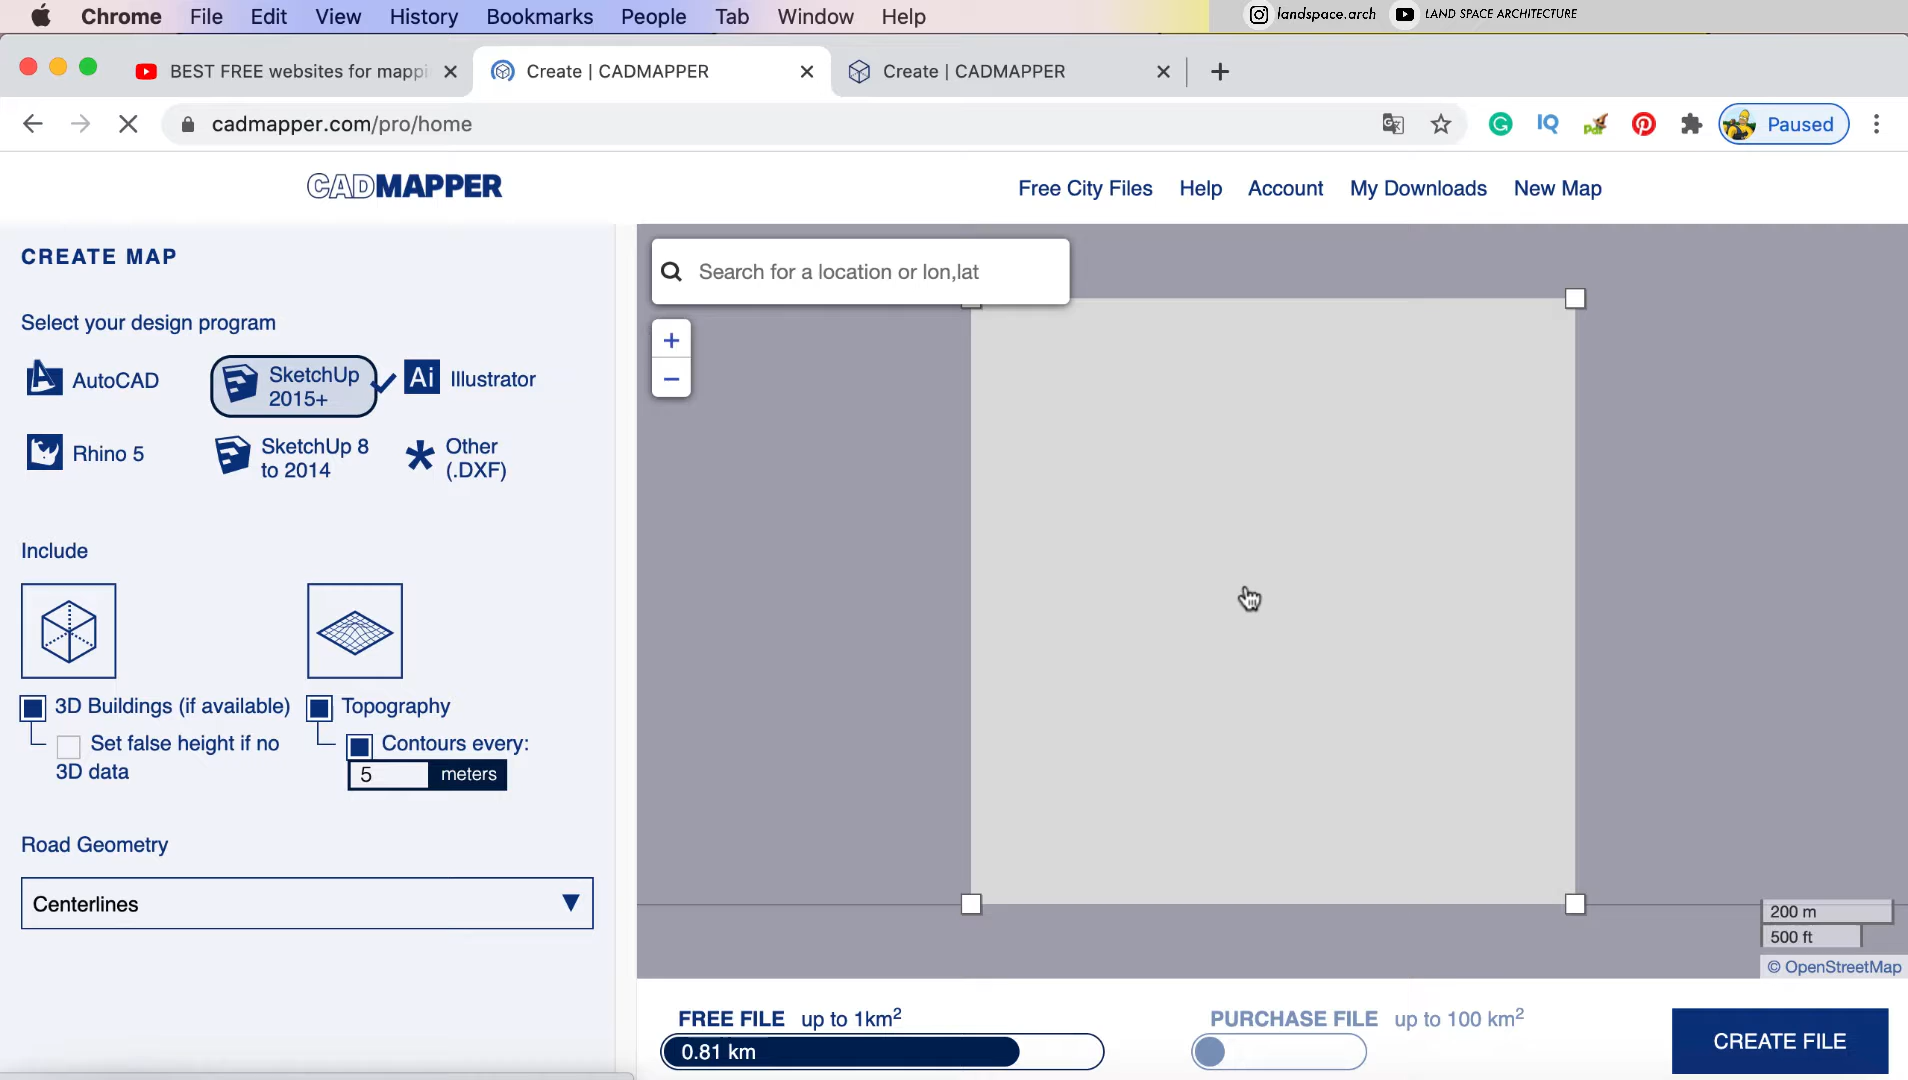 Chrome File Edit View History Bookmarks People Tab Window Help
landspace.arch LAND SPACE ARCHITECTURE
BEST FREE websites for mappi
Create | CADMAPPER
Create | CADMAPPER
cadmapper.com/pro/home
Paused
CADMAPPER
Free City Files Help Account My Downloads New Map
CREATE MAP
Search for a location or lon,lat
Select your design program
AutoCAD
SketchUp
2015+
Ai Illustrator
Rhino 5
SketchUp 8
to 2014
Other
(.DXF)
Include
3D Buildings (if available)
Set false height if no
3D data
Topography
Contours every:
5 meters
Road Geometry
Centerlines
200 m
500 ft
© OpenStreetMap
FREE FILE up to 1km²
0.81 km
PURCHASE FILE up to 100 km²
CREATE FILE